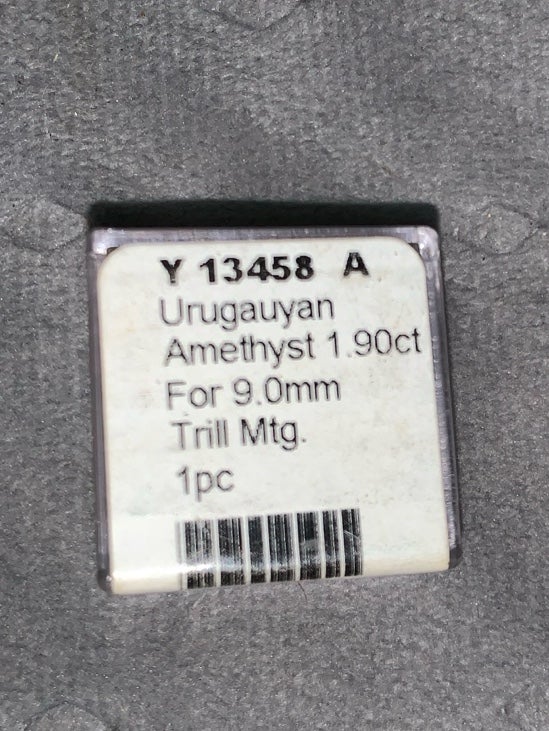 Y 13458 A
Urugauyan
Amethyst 1.90ct
For 9.0mm
Trill Mtg.
1pc